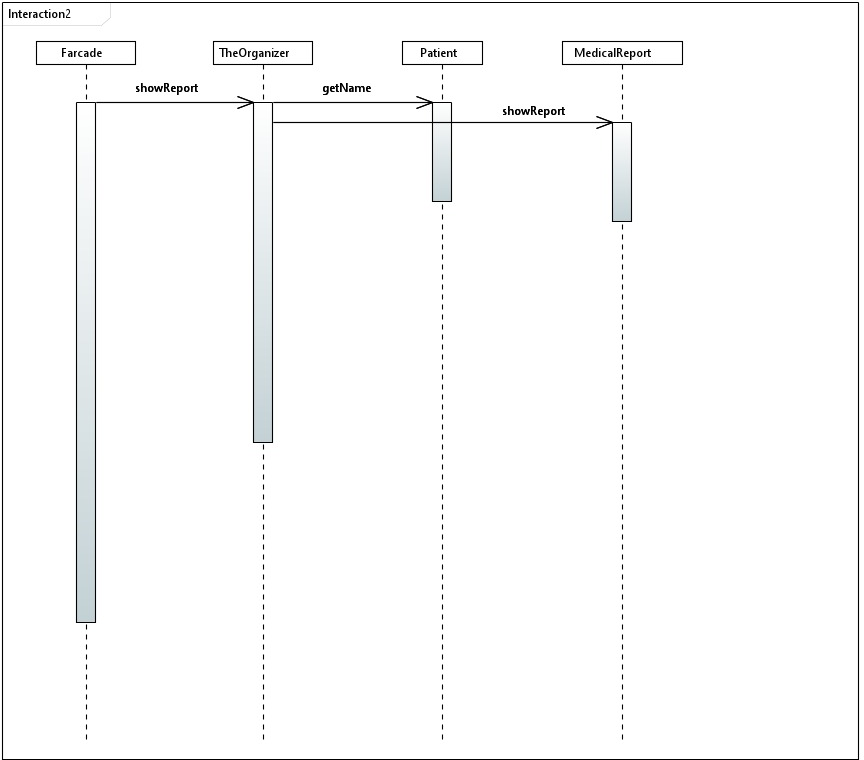 Interaction2
Farcade
TheOrganizer
Patient
MedicalReport
showReport
getName
showReport